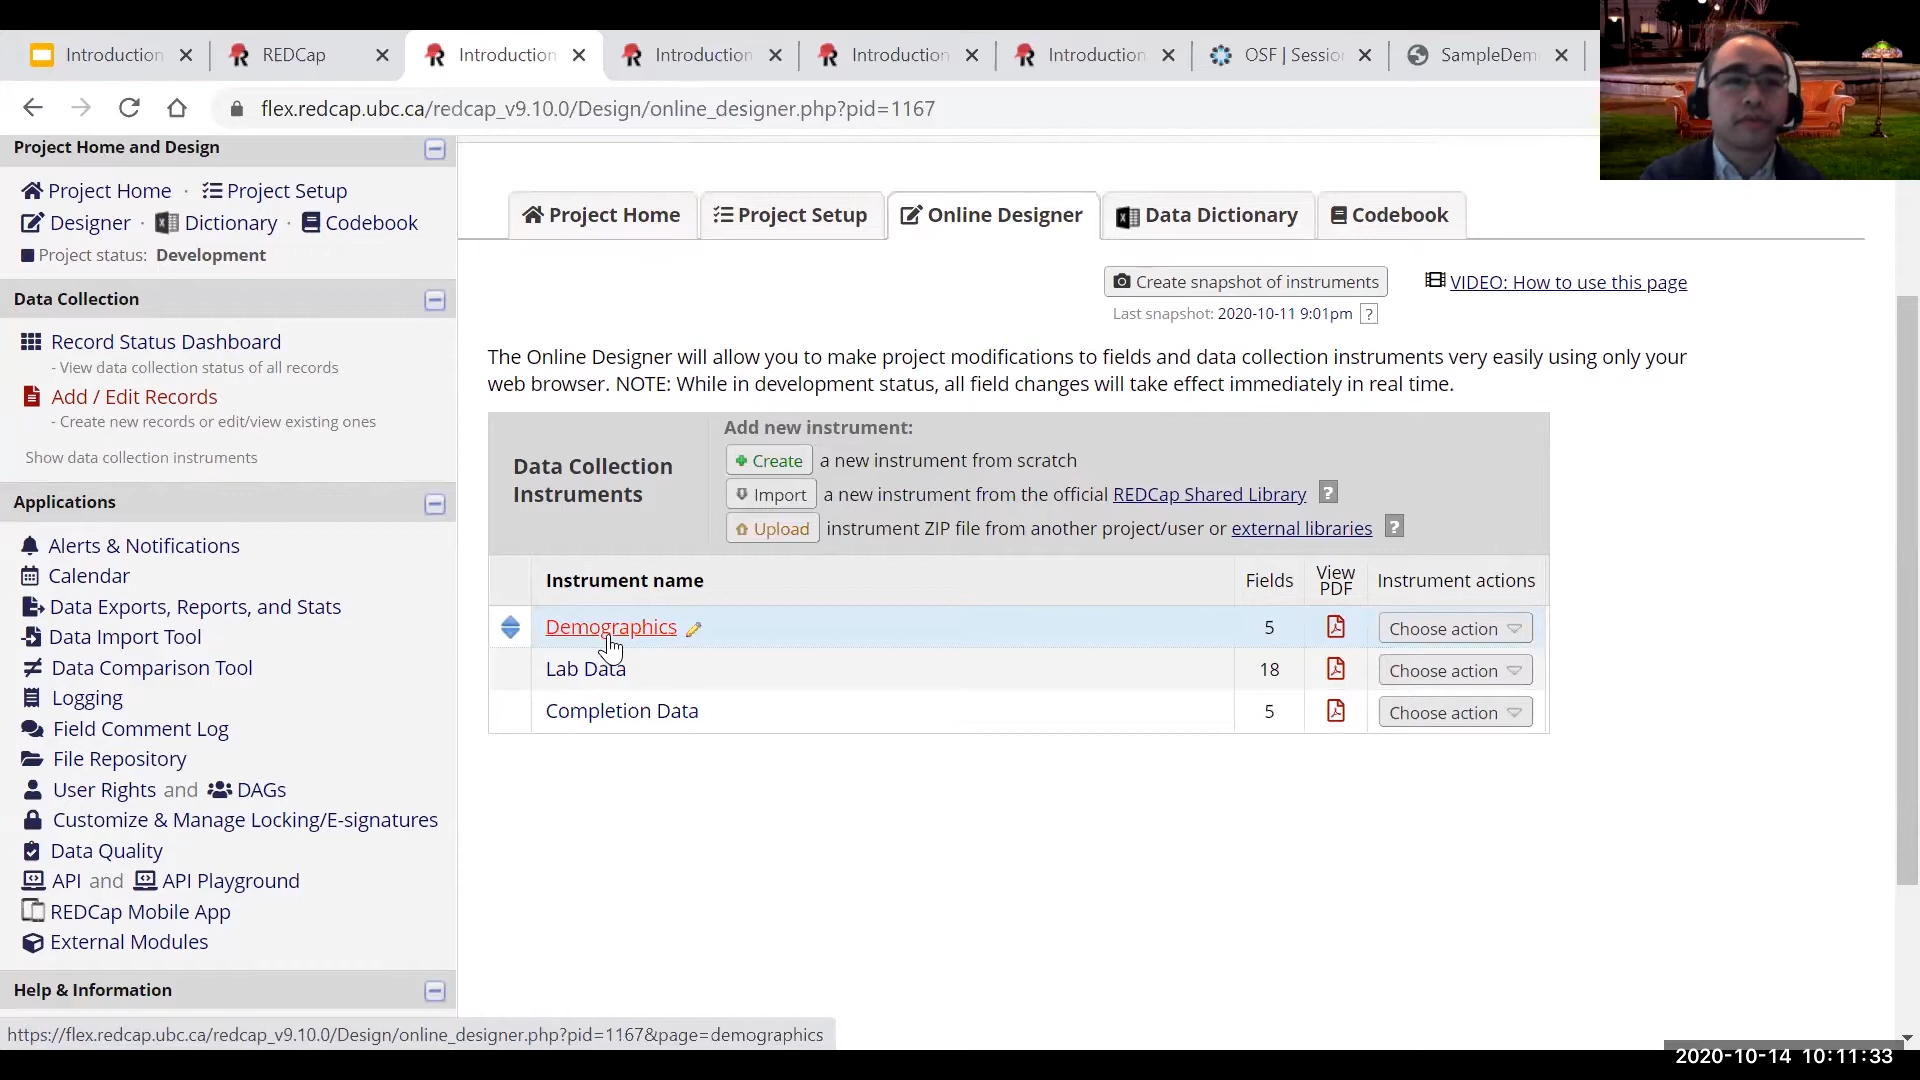 Introduction
REDCap
Introduction
Introduction
Introduction
Introduction
OSF | Sessio
SampleDem
flex.redcap.ubc.ca/redcap_v9.10.0/Design/online_designer.php?pid=1167
Project Home and Design
Project Home · Project Setup
Designer · Dictionary · Codebook
Project status: Development
Data Collection
Record Status Dashboard
- View data collection status of all records
Add / Edit Records
- Create new records or edit/view existing ones
Show data collection instruments
Applications
Alerts & Notifications
Calendar
Data Exports, Reports, and Stats
Data Import Tool
Data Comparison Tool
Logging
Field Comment Log
File Repository
User Rights and DAGs
Customize & Manage Locking/E-signatures
Data Quality
API and API Playground
REDCap Mobile App
External Modules
Help & Information
Project Home
Project Setup
Online Designer
Data Dictionary
Codebook
Create snapshot of instruments
VIDEO: How to use this page
Last snapshot: 2020-10-11 9:01pm ?
The Online Designer will allow you to make project modifications to fields and data collection instruments very easily using only your
web browser. NOTE: While in development status, all field changes will take effect immediately in real time.
Data Collection
Instruments
Add new instrument:
Create a new instrument from scratch
Import a new instrument from the official REDCap Shared Library ?
Upload instrument ZIP file from another project/user or external libraries ?
Instrument name Fields View PDF Instrument actions
Demographics 5 Choose action
Lab Data 18 Choose action
Completion Data 5 Choose action
https://flex.redcap.ubc.ca/redcap_v9.10.0/Design/online_designer.php?pid=1167&page=demographics
2020-10-14 10:11:33